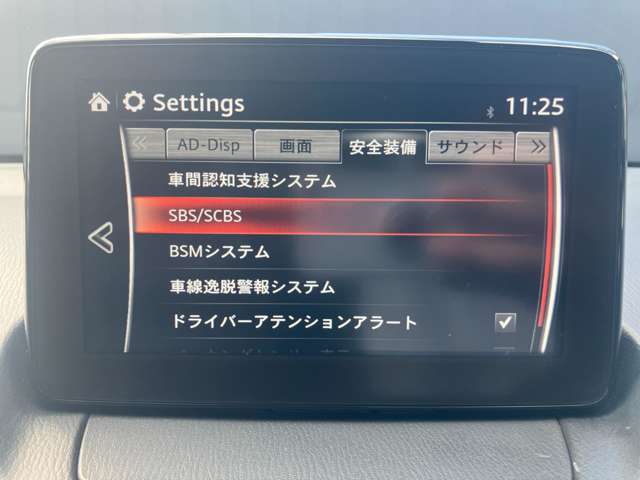 Settings 11:25
AD-Disp 画面 安全装備 サウンド
車間認知支援システム
SBS/SCBS
BSMシステム
車線逸脱警報システム
ドライバーアテンションアラート